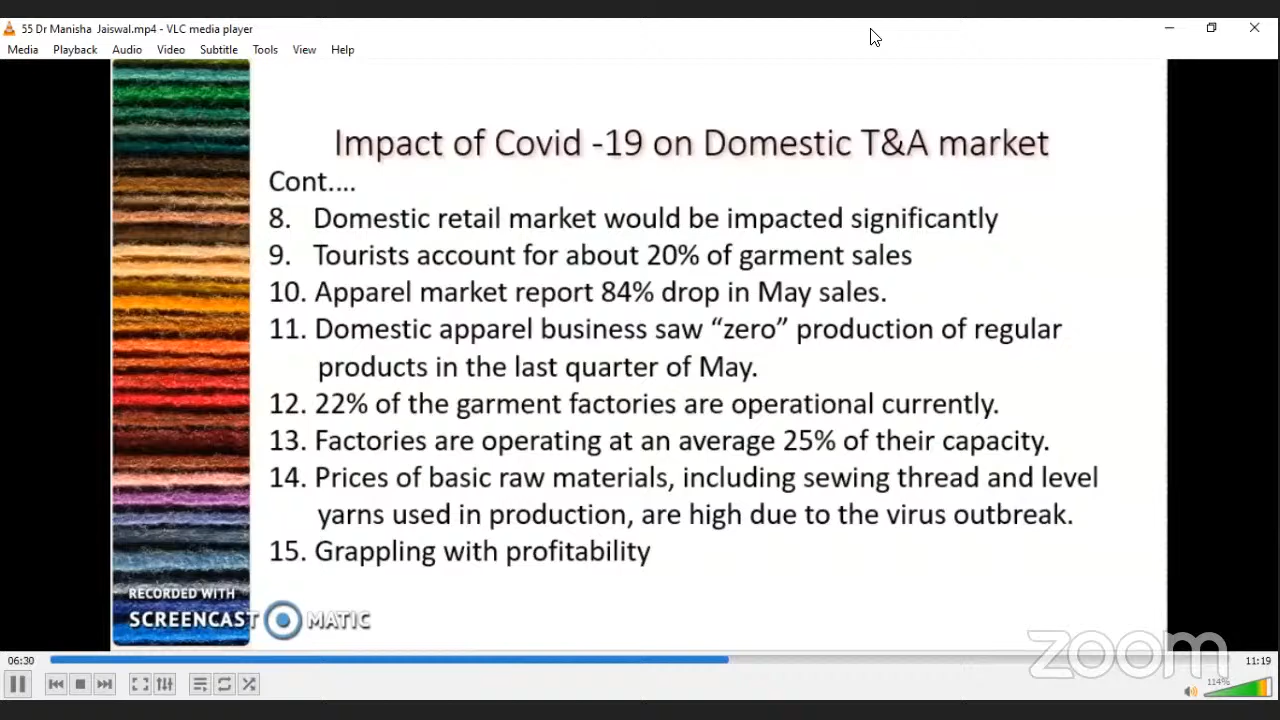 55 Dr Manisha Jaiswal.mp4 - VLC media player
Media Playback Audio Video Subtitle Tools View Help
Impact of Covid -19 on Domestic T&A market
Cont....
8. Domestic retail market would be impacted significantly
9. Tourists account for about 20% of garment sales
10. Apparel market report 84% drop in May sales.
11. Domestic apparel business saw “zero” production of regular
products in the last quarter of May.
12. 22% of the garment factories are operational currently.
13. Factories are operating at an average 25% of their capacity.
14. Prices of basic raw materials, including sewing thread and level
yarns used in production, are high due to the virus outbreak.
15. Grappling with profitability
RECORDED WITH
SCREENCAST MATIC
zoom
06:30 11:19
114%